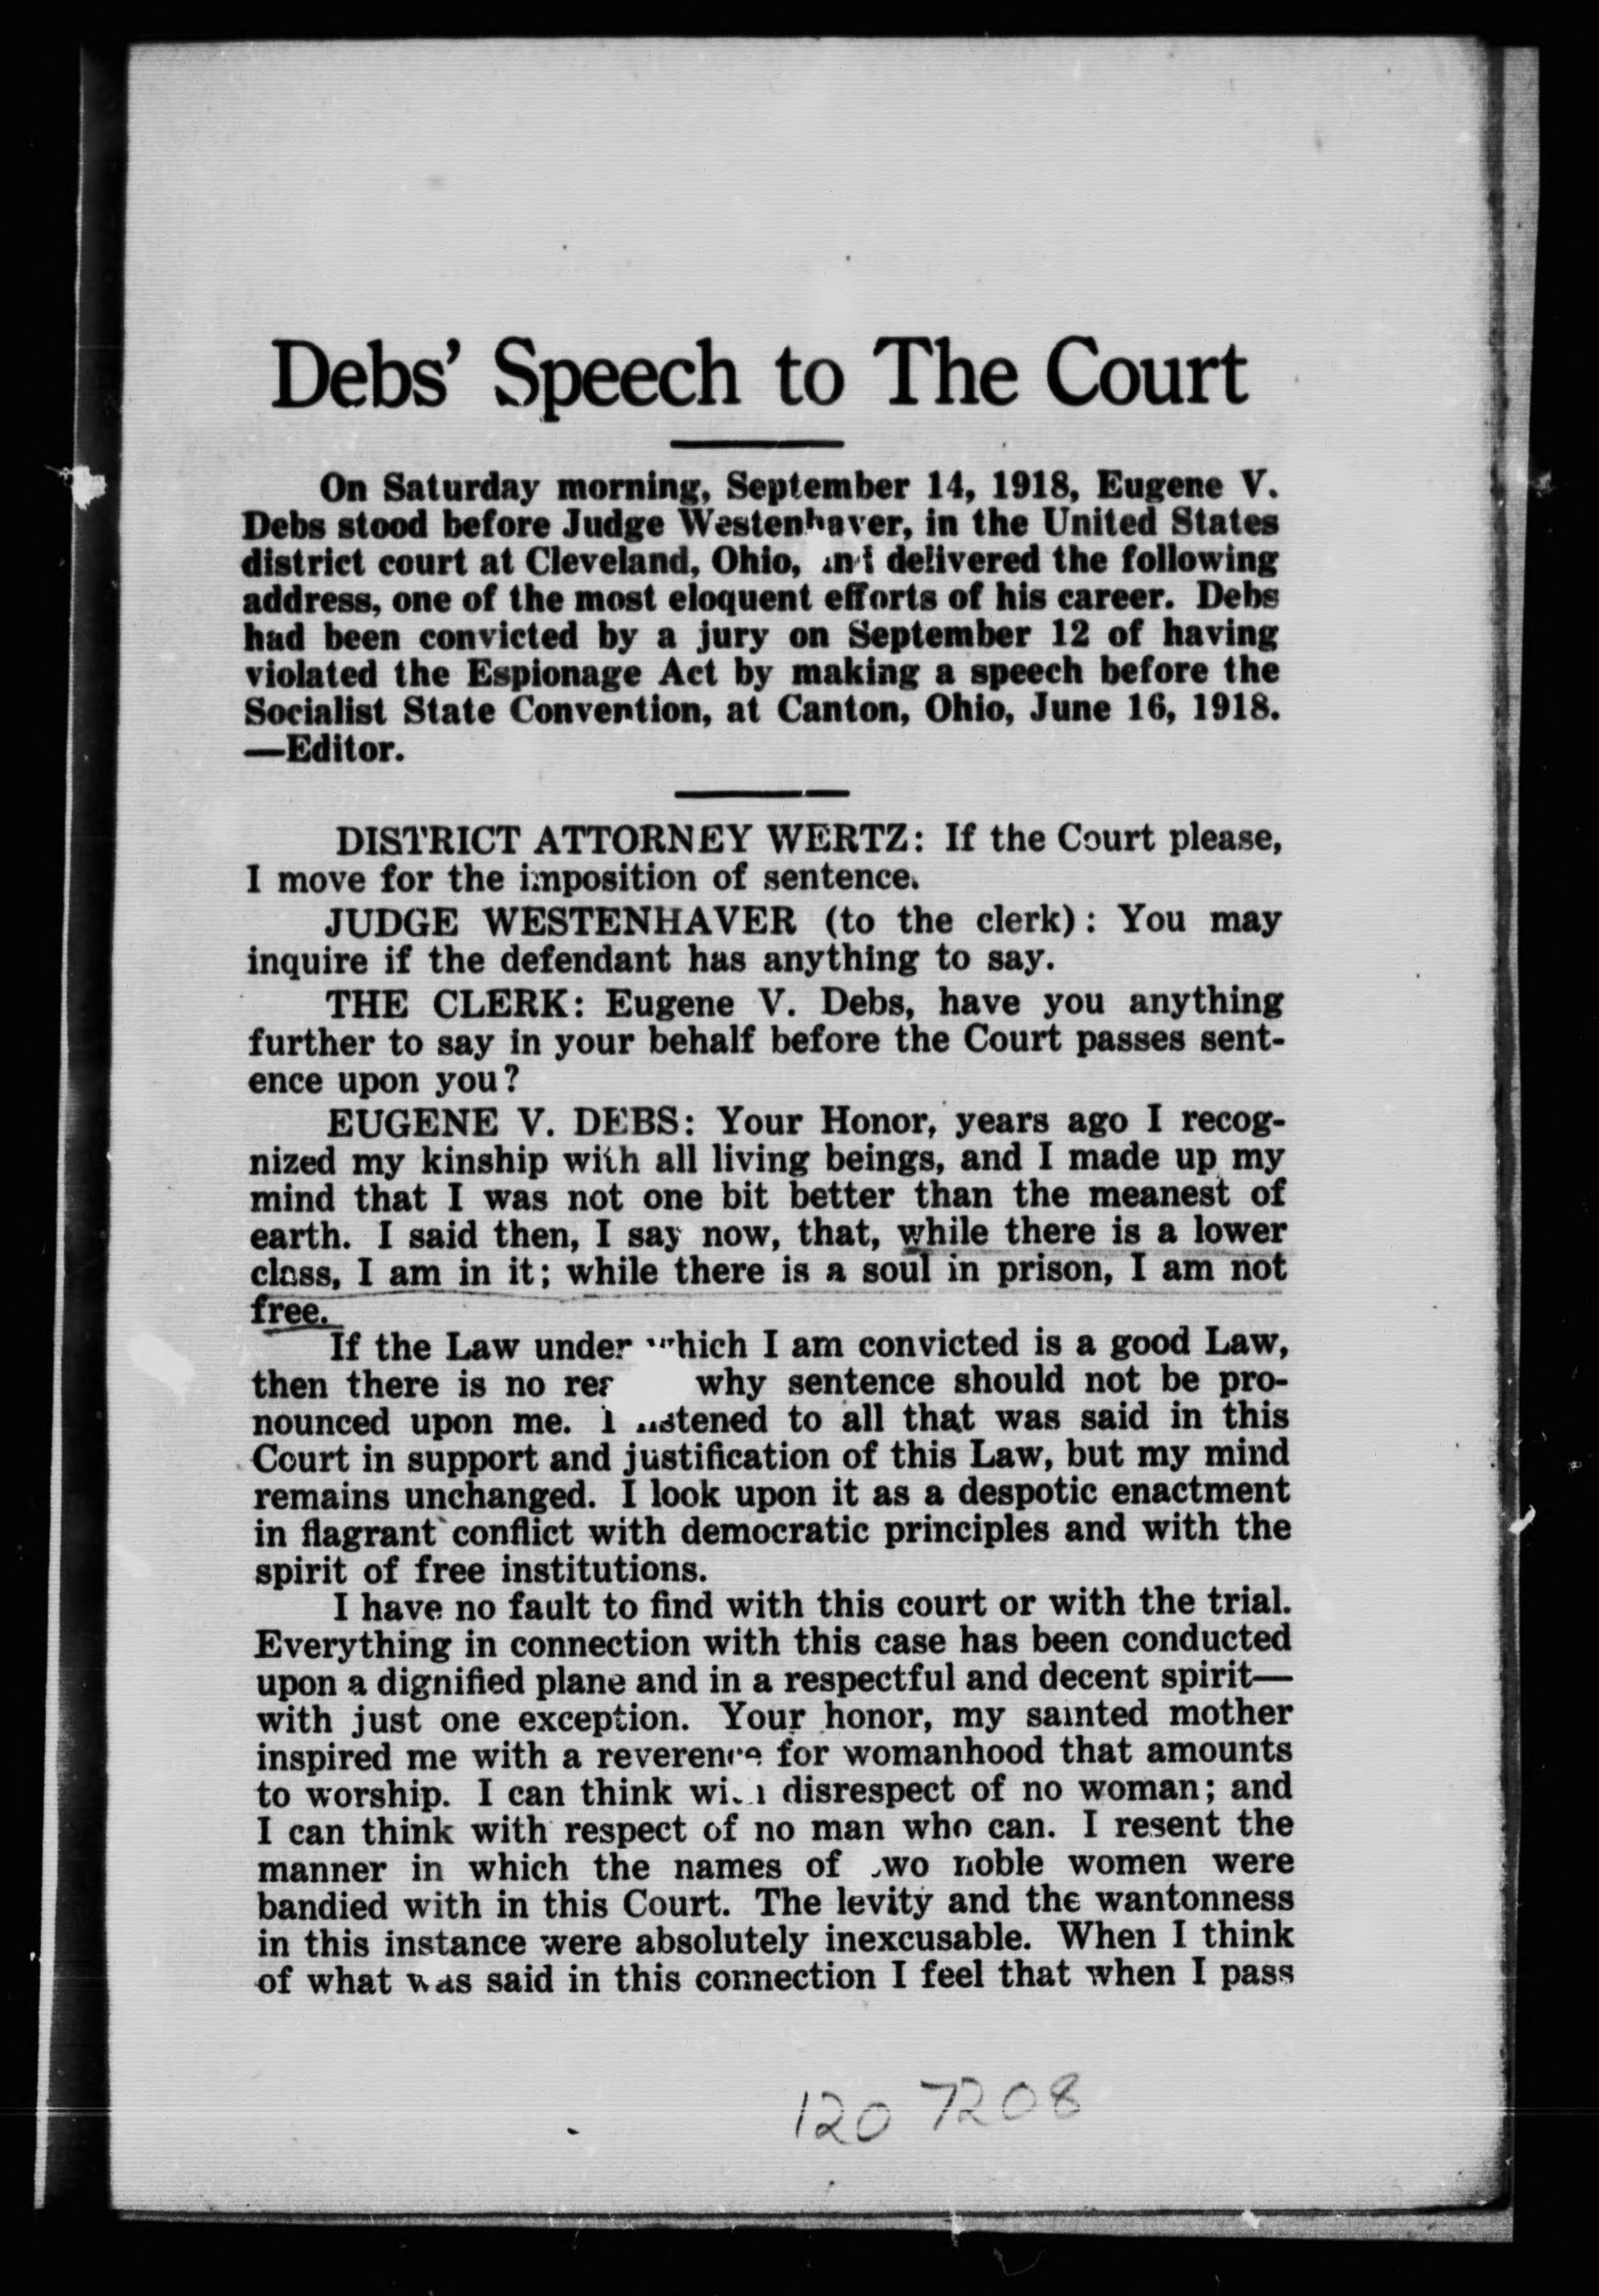 Debs' Speech to The Court
On Saturday morning, September 14, 1918, Eugene V.
Debs stood before Judge Westenhaver, in the United States
district court at Cleveland, Ohio, and delivered the following
address, one of the most eloquent efforts of his career. Debs
had been convicted by a jury on September 12 of having
violated the Espionage Act by making a speech before the
Socialist State Convention, at Canton, Ohio, June 16, 1918.
—Editor.
DISTRICT ATTORNEY WERTZ: If the Court please,
I move for the imposition of sentence.
JUDGE WESTENHAVER (to the clerk): You may
inquire if the defendant has anything to say.
THE CLERK: Eugene V. Debs, have you anything
further to say in your behalf before the Court passes sent-
ence upon you?
EUGENE V. DEBS: Your Honor, years ago I recog-
nized my kinship with all living beings, and I made up my
mind that I was not one bit better than the meanest of
earth. I said then, I say now, that, while there is a lower
class, I am in it; while there is a soul in prison, I am not
free.
If the Law under which I am convicted is a good Law,
then there is no why sentence should not be pro-
nounced upon me. I listened to all that was said in this
Court in support and justification of this Law, but my mind
remains unchanged. I look upon it as a despotic enactment
in flagrant conflict with democratic principles and with the
spirit of free institutions.
I have no fault to find with this court or with the trial.
Everything in connection with this case has been conducted
upon a dignified plane and in a respectful and decent spirit—
with just one exception. Your honor, my sainted mother
inspired me with a reverence for womanhood that amounts
to worship. I can think with disrespect of no woman; and
I can think with respect of no man who can. I resent the
manner in which the names of two noble women were
bandied with in this Court. The levity and the wantonness
in this instance were absolutely inexcusable. When I think
of what was said in this connection I feel that when I pass
120 7208